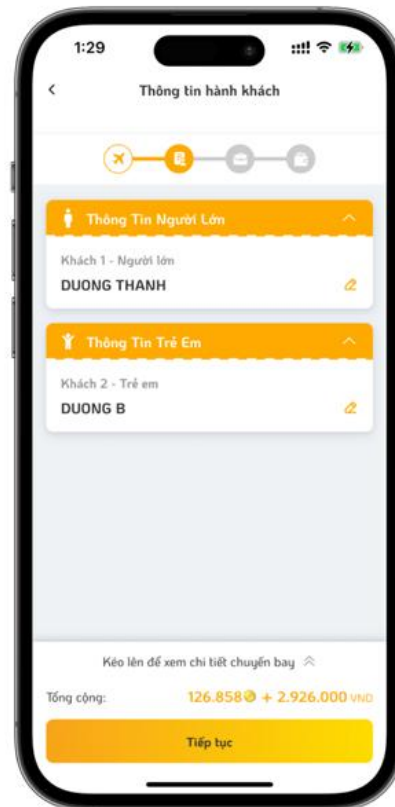 1:29
Thông tin hành khách
Thông Tin Người Lớn
Khách 1 - Người lớn
DUONG THANH
Thông Tin Trẻ Em
Khách 2 - Trẻ em
DUONG B
Kéo lên để xem chi tiết chuyến bay
Tổng cộng: 126.858 + 2.926.000 VND
Tiếp tục